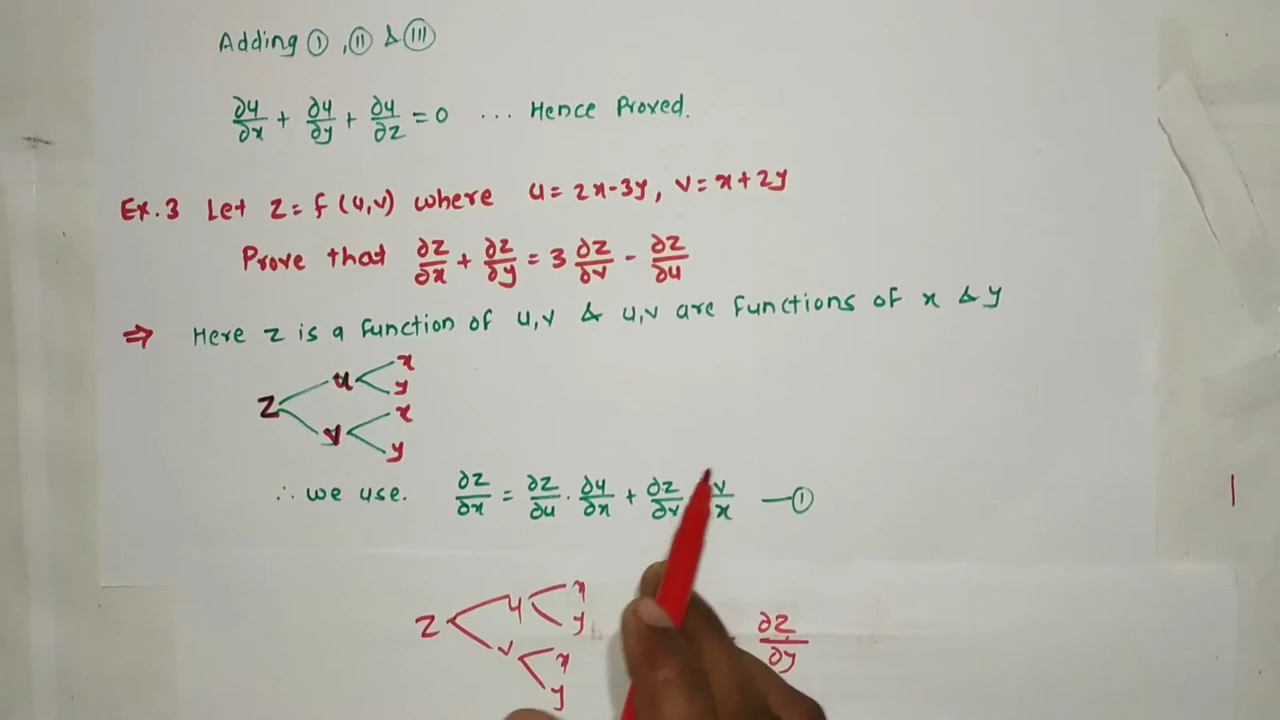 Adding Ⓘ , Ⓘⓘ & Ⓘⓘⓘ
∂u/∂x + ∂u/∂y + ∂u/∂z = 0 ... Hence Proved.
Ex. 3 Let z = f (u,v) where u = 2x-3y, v = x+2y
Prove that ∂z/∂x + ∂z/∂y = 3 ∂z/∂v - ∂z/∂u
⇒ Here z is a function of u,v & u,v are functions of x & y
x
u
y
z
x
v
y
∴ we use. ∂z/∂x = ∂z/∂u . ∂u/∂x + ∂z/∂v v/x — Ⓘ
x
u
y
z
∂z/∂y
v
x
y